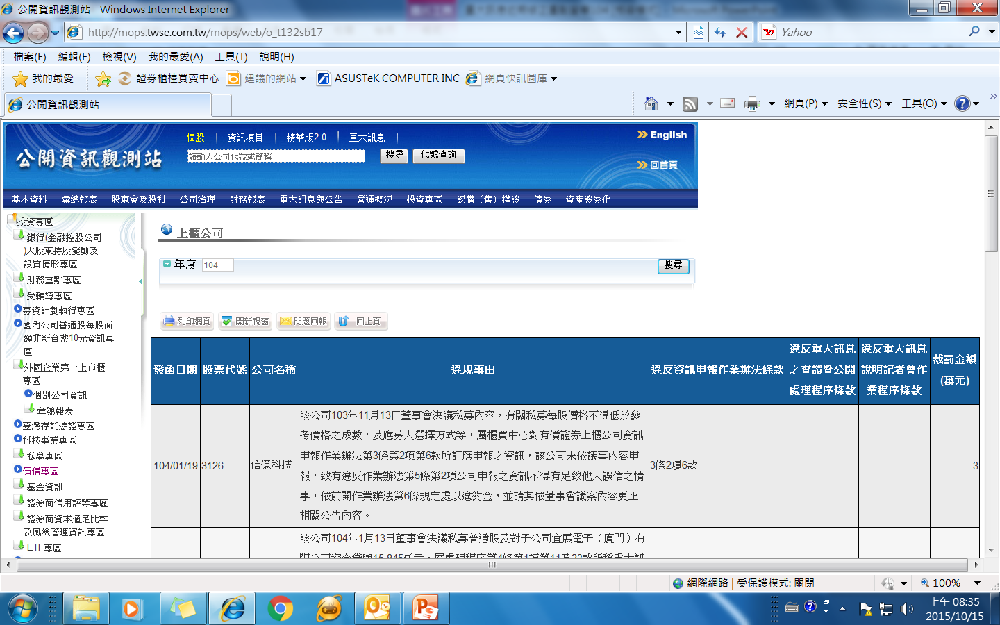 公開資訊觀測站 - Windows Internet Explorer
http://mops.twse.com.tw/mops/web/o_t132sb17
Yahoo
檔案(F) 編輯(E) 檢視(V) 我的最愛(A) 工具(T) 說明(H)
我的最愛 證券櫃檯買賣中心 建議的網站 ASUSTeK COMPUTER INC 網頁快訊圖庫
公開資訊觀測站
網頁(P) 安全性(S) 工具(O)
公開資訊觀測站
個股 | 資訊項目 | 精華版2.0 | 重大訊息 |
請輸入公司代號或簡稱 搜尋 代號查詢
English
回首頁
基本資料 彙總報表 股東會及股利 公司治理 財務報表 重大訊息與公告 營運概況 投資專區 認購（售）權證 債券 資產證券化
投資專區
銀行(金融控股公司
)大股東持股變動及
設質情形專區
財務重點專區
受輔導專區
募資計劃執行專區
國內公司普通股每股面
額非新台幣10元資訊專
區
外國企業第一上市櫃
專區
個別公司資訊
彙總報表
臺灣存託憑證專區
科技事業專區
私募專區
債信專區
基金資訊
證券商信用評等專區
證券商資本適足比率
及風險管理資訊專區
ETF專區
上櫃公司
年度 104 搜尋
列印網頁 開新視窗 問題回報 回上頁
發函日期 股票代號 公司名稱 違規事由 違反資訊申報作業辦法條款
違反重大訊息
之查證暨公開
處理程序條款
違反重大訊息
說明記者會作
業程序條款
裁罰金額
(萬元)
104/01/19 3126 信億科技
該公司103年11月13日董事會決議私募內容，有關私募每股價格不得低於參
考價格之成數，及應募人選擇方式等，屬櫃買中心對有價證券上櫃公司資訊
申報作業辦法第3條第2項第6款所訂應申報之資訊，該公司未依議事內容申
報，致有違反作業辦法第5條第2項公司申報之資訊不得有足致他人誤信之情
事，依前開作業辦法第6條規定處以違約金，並請其依董事會議案內容更正
相關公告內容。
3條2項6款
3
該公司104年1月13日董事會決議私募普通股及對子公司宜展電子（廈門）有
網際網路 | 受保護模式: 關閉
100%
上午 08:35
2015/10/15